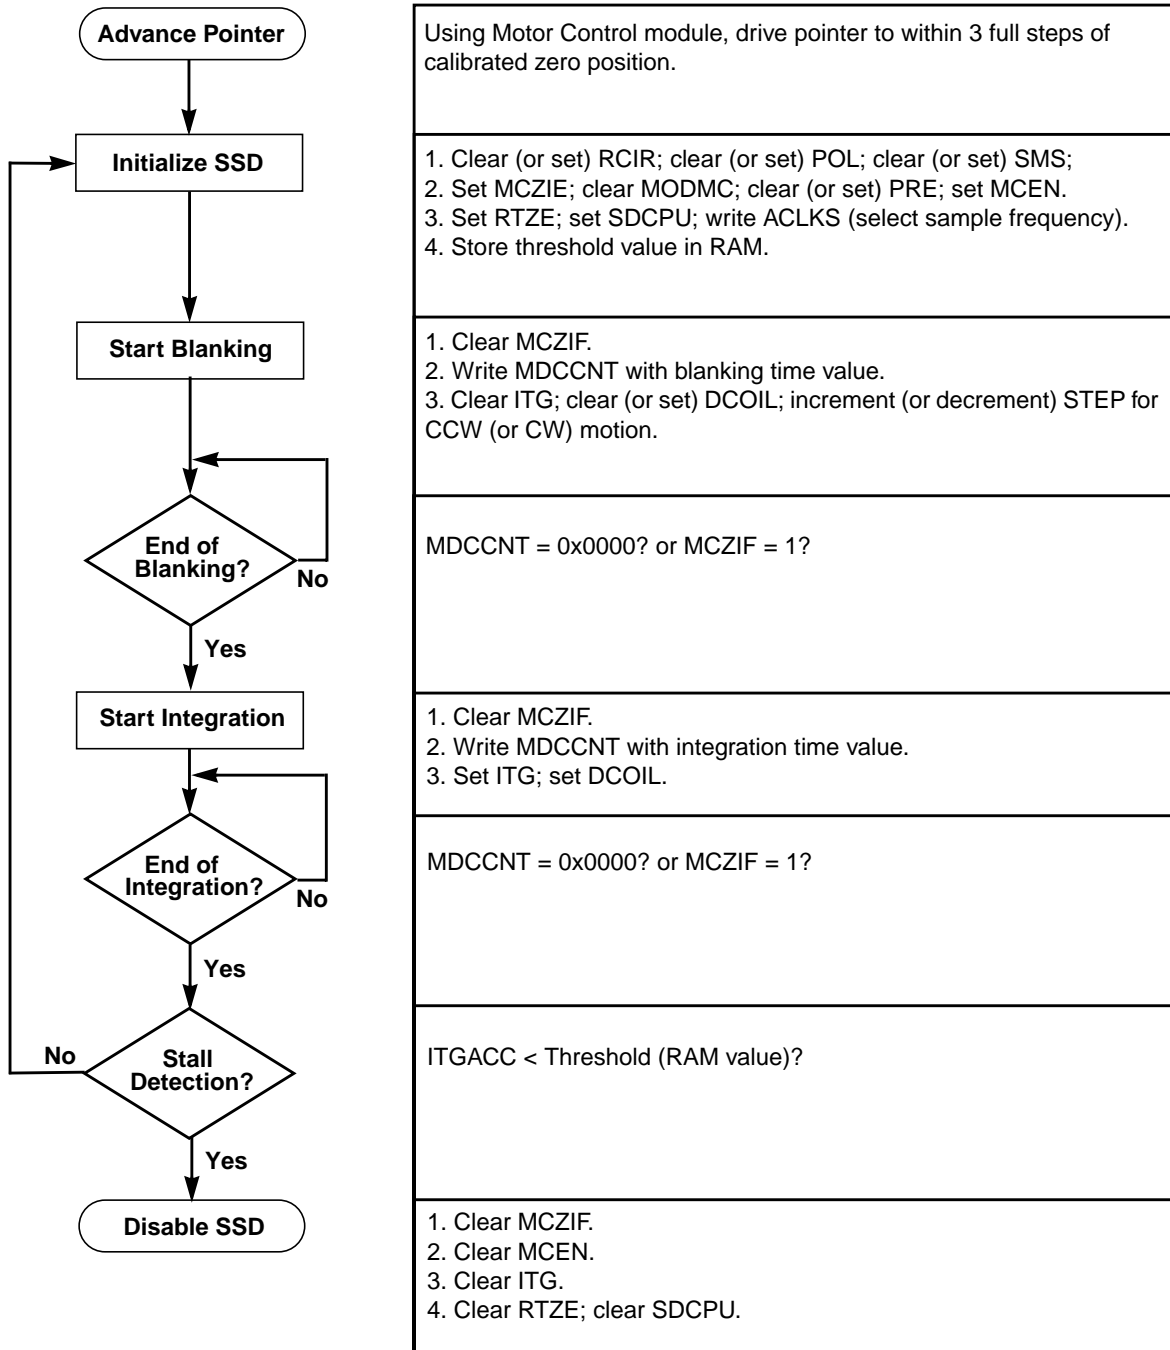 Advance Pointer
Using Motor Control module, drive pointer to within 3 full steps of
calibrated zero position.
Initialize SSD
1. Clear (or set) RCIR; clear (or set) POL; clear (or set) SMS;
2. Set MCZIE; clear MODMC; clear (or set) PRE; set MCEN.
3. Set RTZE; set SDCPU; write ACLKS (select sample frequency).
4. Store threshold value in RAM.
Start Blanking
1. Clear MCZIF.
2. Write MDCCNT with blanking time value.
3. Clear ITG; clear (or set) DCOIL; increment (or decrement) STEP for
CCW (or CW) motion.
End of
Blanking?
No
Yes
MDCCNT = 0x0000? or MCZIF = 1?
Start Integration
1. Clear MCZIF.
2. Write MDCCNT with integration time value.
3. Set ITG; set DCOIL.
End of
Integration?
No
Yes
MDCCNT = 0x0000? or MCZIF = 1?
No
Stall
Detection?
Yes
ITGACC < Threshold (RAM value)?
Disable SSD
1. Clear MCZIF.
2. Clear MCEN.
3. Clear ITG.
4. Clear RTZE; clear SDCPU.